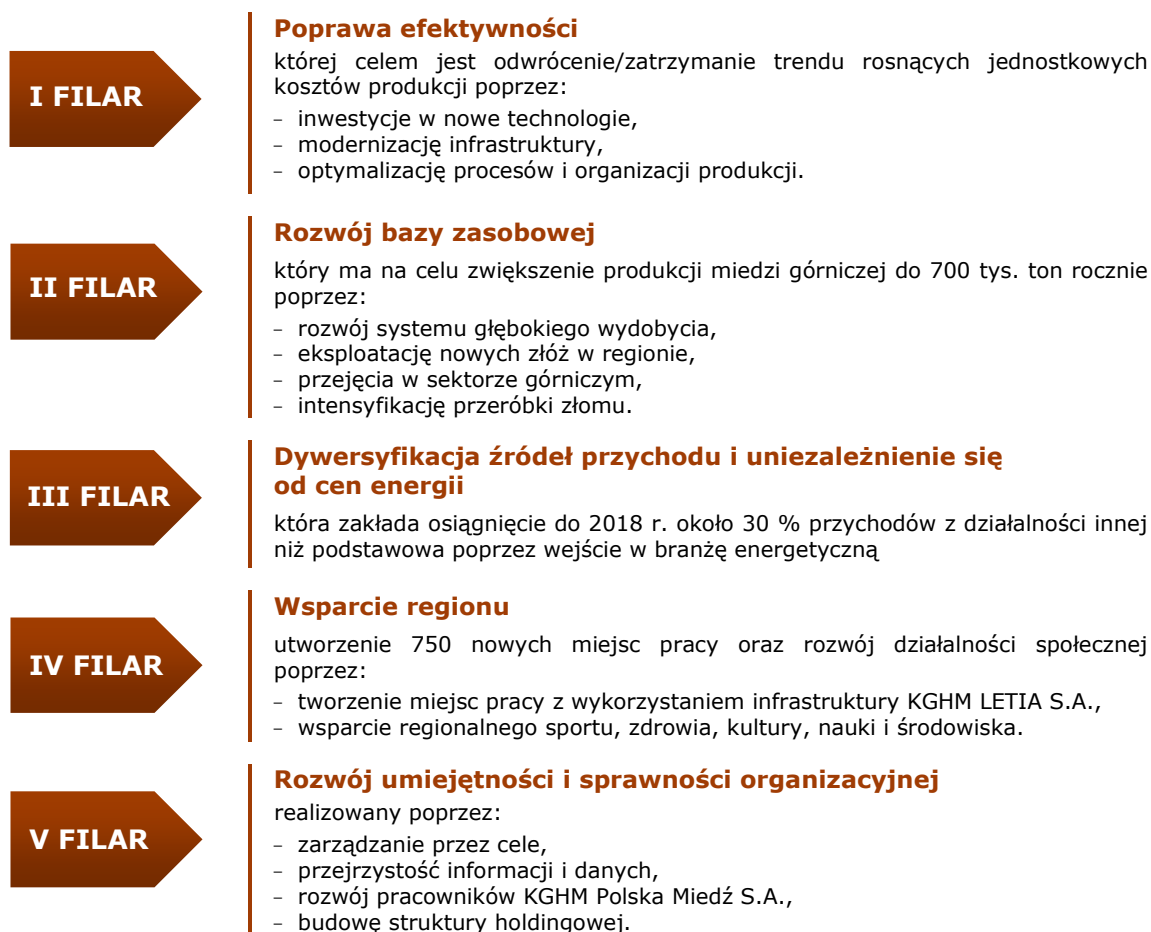 I FILAR
Poprawa efektywności
której celem jest odwrócenie/zatrzymanie trendu rosnących jednostkowych
kosztów produkcji poprzez:
– inwestycje w nowe technologie,
– modernizację infrastruktury,
– optymalizację procesów i organizacji produkcji.
II FILAR
Rozwój bazy zasobowej
który ma na celu zwiększenie produkcji miedzi górniczej do 700 tys. ton rocznie
poprzez:
– rozwój systemu głębokiego wydobycia,
– eksploatację nowych złóż w regionie,
– przejęcia w sektorze górniczym,
– intensyfikację przeróbki złomu.
III FILAR
Dywersyfikacja źródeł przychodu i uniezależnienie się
od cen energii
która zakłada osiągnięcie do 2018 r. około 30 % przychodów z działalności innej
niż podstawowa poprzez wejście w branżę energetyczną
IV FILAR
Wsparcie regionu
utworzenie 750 nowych miejsc pracy oraz rozwój działalności społecznej
poprzez:
– tworzenie miejsc pracy z wykorzystaniem infrastruktury KGHM LETIA S.A.,
– wsparcie regionalnego sportu, zdrowia, kultury, nauki i środowiska.
V FILAR
Rozwój umiejętności i sprawności organizacyjnej
realizowany poprzez:
– zarządzanie przez cele,
– przejrzystość informacji i danych,
– rozwój pracowników KGHM Polska Miedź S.A.,
– budowę struktury holdingowej.